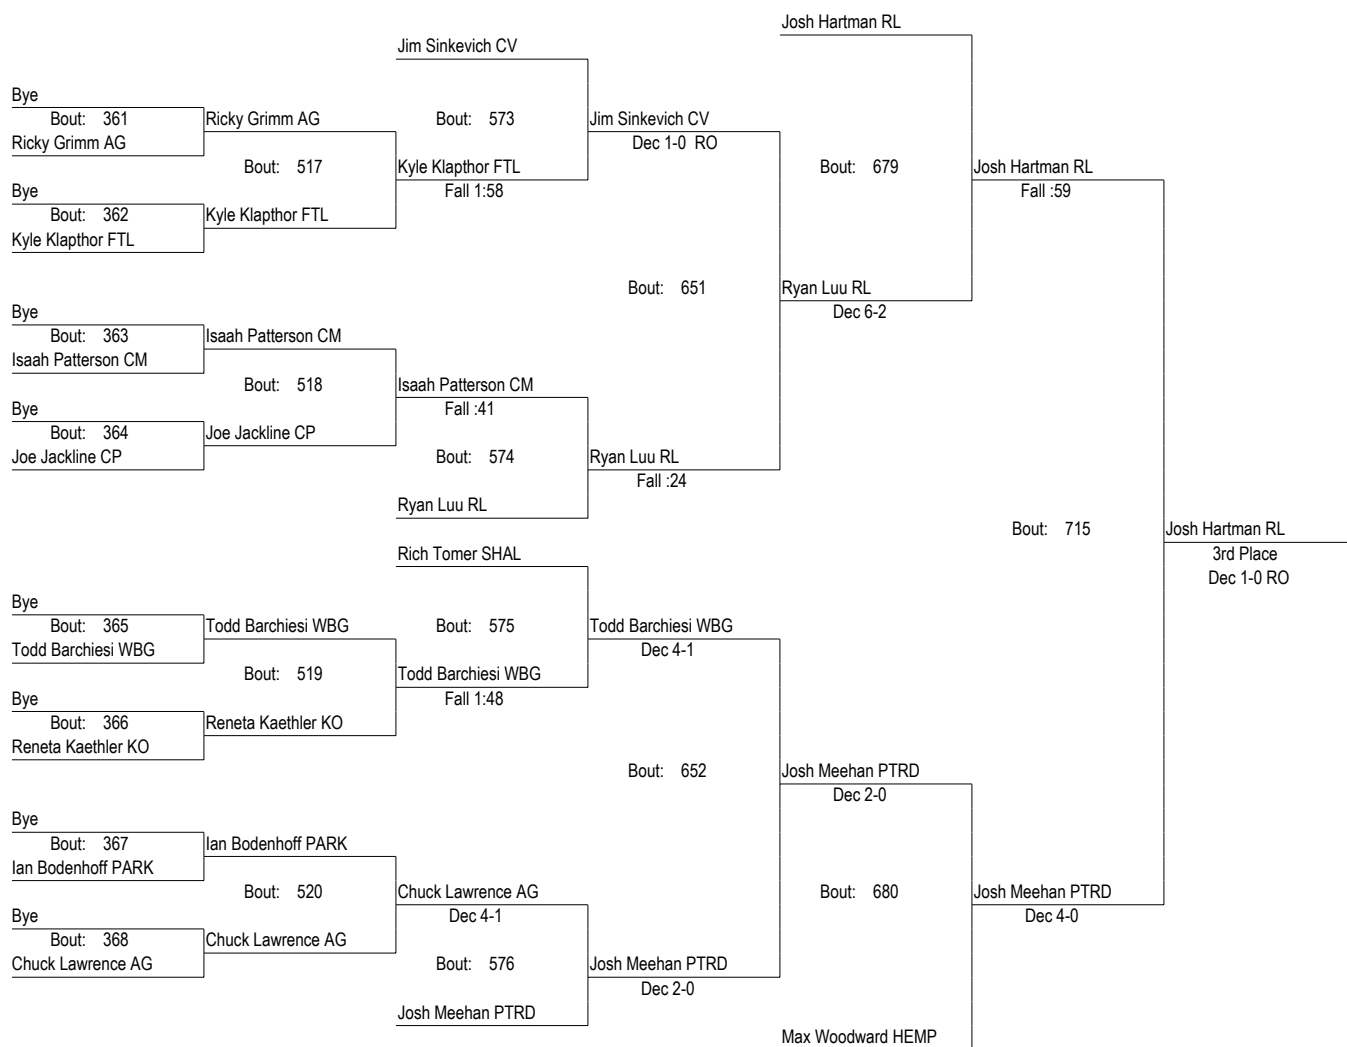 Josh Hartman RL
Jim Sinkevich CV
Bye
Bout: 361
Ricky Grimm AG
Ricky Grimm AG
Bout: 573
Jim Sinkevich CV
Dec 1-0 RO
Bout: 517
Kyle Klapthor FTL
Fall 1:58
Bout: 679
Josh Hartman RL
Fall :59
Bye
Bout: 362
Kyle Klapthor FTL
Kyle Klapthor FTL
Bout: 651
Ryan Luu RL
Dec 6-2
Bye
Bout: 363
Isaah Patterson CM
Isaah Patterson CM
Bout: 518
Isaah Patterson CM
Fall :41
Bye
Bout: 364
Joe Jackline CP
Joe Jackline CP
Bout: 574
Ryan Luu RL
Fall :24
Ryan Luu RL
Bout: 715
Josh Hartman RL
3rd Place
Dec 1-0 RO
Rich Tomer SHAL
Bye
Bout: 365
Todd Barchiesi WBG
Todd Barchiesi WBG
Bout: 575
Todd Barchiesi WBG
Dec 4-1
Bout: 519
Todd Barchiesi WBG
Fall 1:48
Bye
Bout: 366
Reneta Kaethler KO
Reneta Kaethler KO
Bout: 652
Josh Meehan PTRD
Dec 2-0
Bye
Bout: 367
Ian Bodenhoff PARK
Ian Bodenhoff PARK
Bout: 520
Chuck Lawrence AG
Dec 4-1
Bout: 680
Josh Meehan PTRD
Dec 4-0
Bye
Bout: 368
Chuck Lawrence AG
Chuck Lawrence AG
Bout: 576
Josh Meehan PTRD
Dec 2-0
Josh Meehan PTRD
Max Woodward HEMP